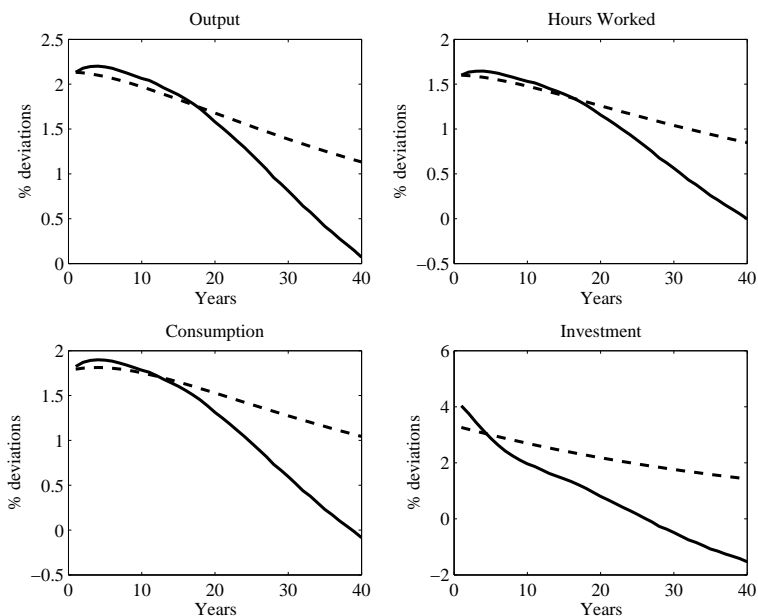 Output
2.5
2
1.5
1
0.5
0
% deviations
0 10 20 30 40
Years
Hours Worked
2
1.5
1
0.5
0
−0.5
% deviations
0 10 20 30 40
Years
Consumption
2
1.5
1
0.5
0
−0.5
% deviations
0 10 20 30 40
Years
Investment
6
4
2
0
−2
% deviations
0 10 20 30 40
Years